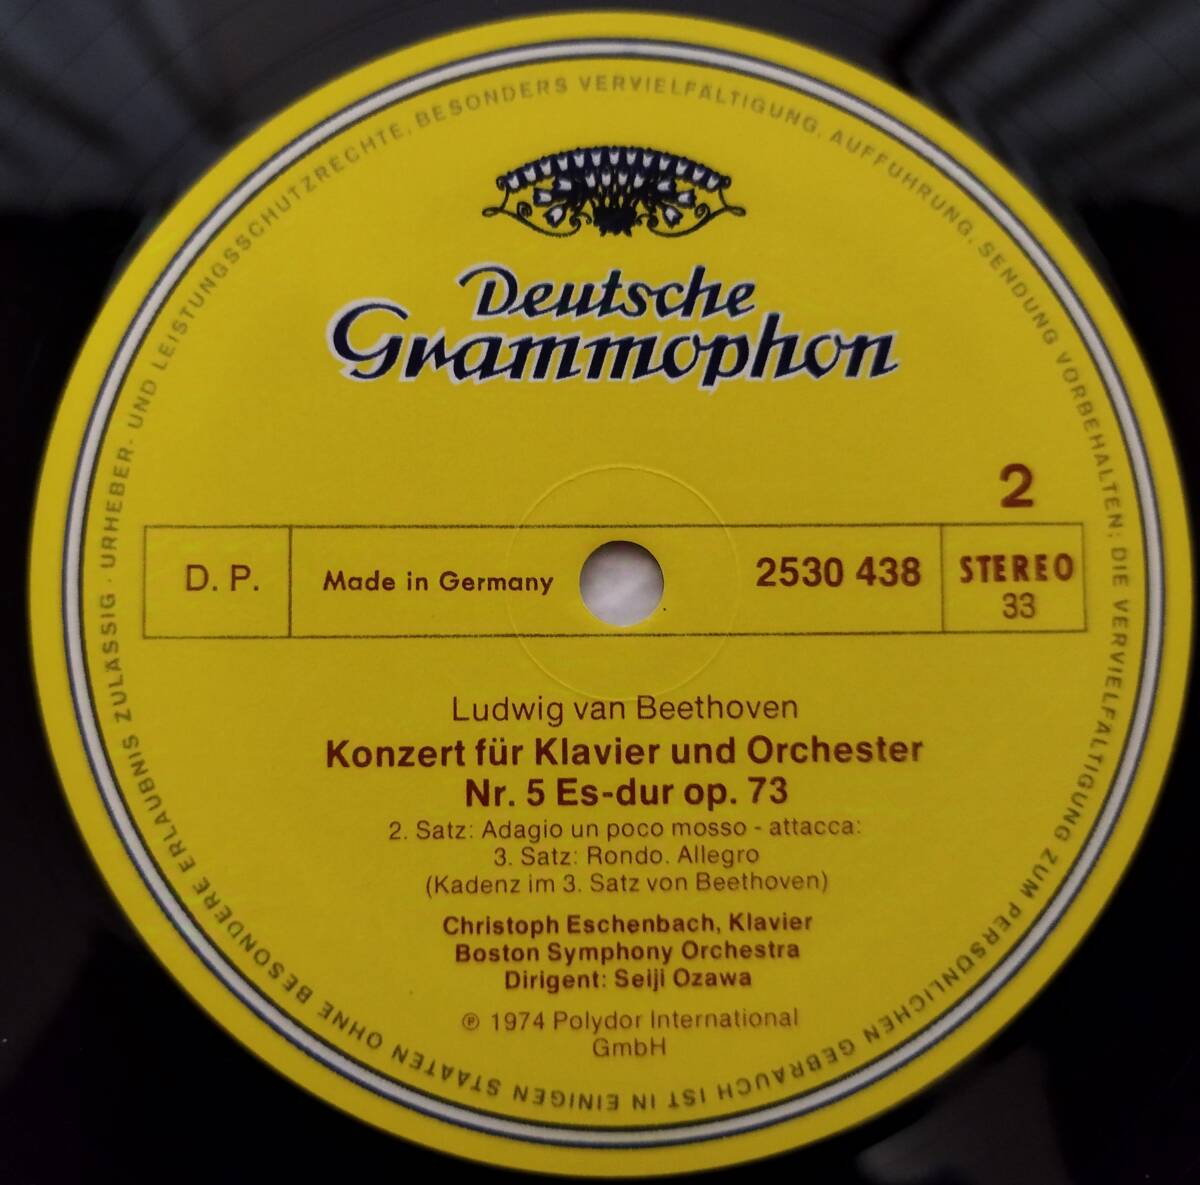 URHEBER- UND LEISTUNGSSCHUTZRECHTE, BESONDERS VERVIELFÄLTIGUNG, AUFFÜHRUNG, SENDUNG VORBEHALTEN; DIE VERVIELFÄLTIGUNG ZUM PERSÖNLICHEN GEBRAUCH IST IN EINIGEN STAATEN OHNE BESONDERE ERLAUBNIS ZULÄSSIG ·
Deutsche
Grammophon
2
D. P.
Made in Germany
2530 438
STEREO
33
Ludwig van Beethoven
Konzert für Klavier und Orchester
Nr. 5 Es-dur op. 73
2. Satz: Adagio un poco mosso - attacca:
3. Satz: Rondo. Allegro
(Kadenz im 3. Satz von Beethoven)
Christoph Eschenbach, Klavier
Boston Symphony Orchestra
Dirigent: Seiji Ozawa
℗ 1974 Polydor International
GmbH